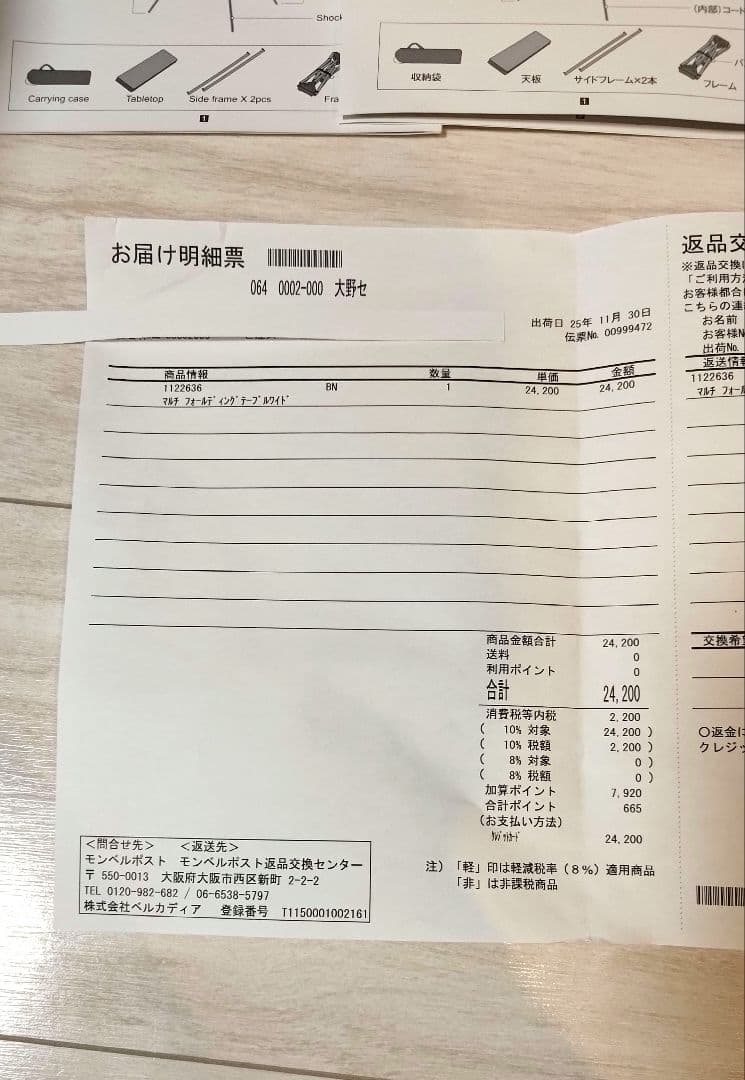 Shock
Carrying case
Tabletop
Side frame X 2pcs
Fra
1
(内部)コード
収納袋
天板
サイドフレーム×2本
フレーム
1
お届け明細票
064 0002-000 大野セ
出荷日 25年 11月 30日
伝票No. 00999472
商品情報 数量 単価 金額
1122636 BN 1 24,200 24,200
マルチ フォールディングテーブルワイド
商品金額合計 24,200
送料 0
利用ポイント 0
合計 24,200
消費税等内税 2,200
( 10% 対象 24,200 )
( 10% 税額 2,200 )
( 8% 対象 0 )
( 8% 税額 0 )
加算ポイント 7,920
合計ポイント 665
(お支払い方法)
クレジットカード 24,200
注) 「軽」印は軽減税率(8%)適用商品
「非」は非課税商品
<問合せ先> <返送先>
モンベルポスト モンベルポスト返品交換センター
〒 550-0013 大阪府大阪市西区新町 2-2-2
TEL 0120-982-682 / 06-6538-5797
株式会社ベルカディア 登録番号 T1150001002161
返品交
※返品交換
「ご利用方
お客様都合
こちらの連
お名前
お客様N
出荷No.
返送情報
1122636
マルチ フォール
交換希望
○返金に
クレジッ